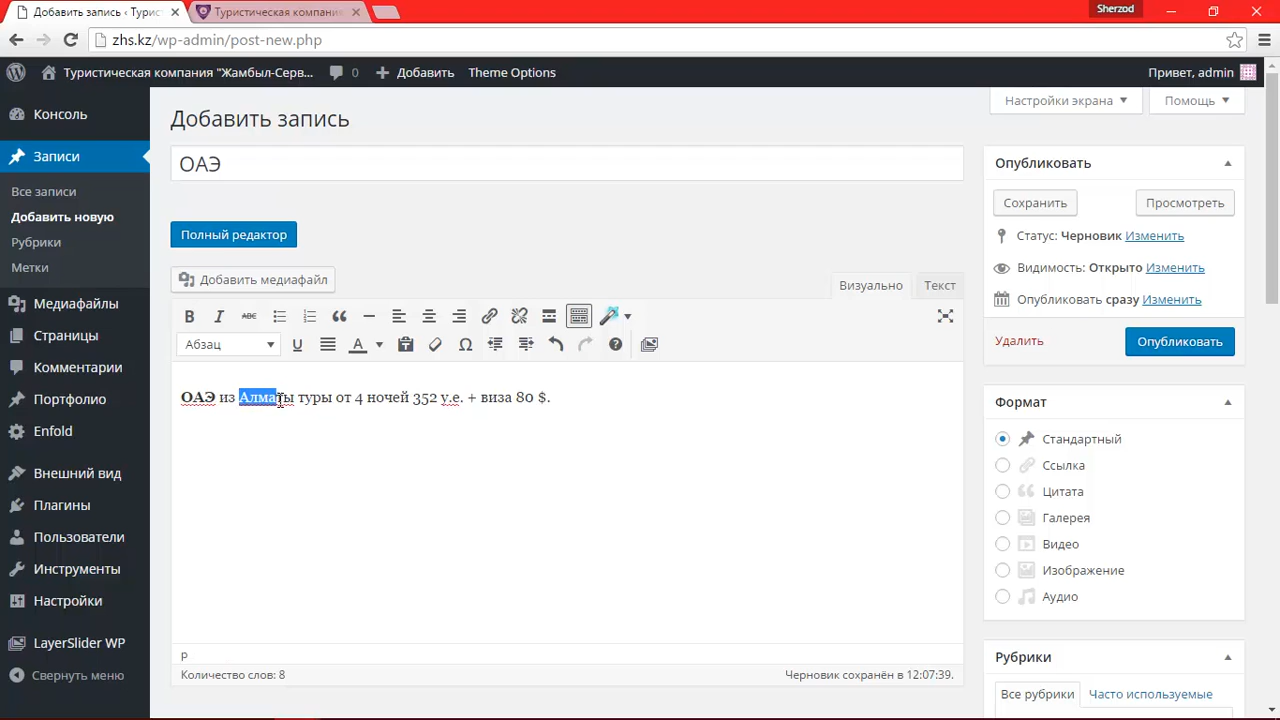 Добавить запись ‹ Турис
Туристическая компания
Sherzod
zhs.kz/wp-admin/post-new.php
Туристическая компания "Жамбыл-Серв...
0
Добавить
Theme Options
Привет, admin
Консоль
Записи
Все записи
Добавить новую
Рубрики
Метки
Медиафайлы
Страницы
Комментарии
Портфолио
Enfold
Внешний вид
Плагины
Пользователи
Инструменты
Настройки
LayerSlider WP
Свернуть меню
Настройки экрана
Помощь
Добавить запись
ОАЭ
Полный редактор
Добавить медиафайл
Визуально
Текст
B I ABC
Абзац
U A Ω
ОАЭ из Алматы туры от 4 ночей 352 у.е. + виза 80 $.
p
Количество слов: 8
Черновик сохранён в 12:07:39.
Опубликовать
Сохранить
Просмотреть
Статус: Черновик Изменить
Видимость: Открыто Изменить
Опубликовать сразу Изменить
Удалить
Опубликовать
Формат
Стандартный
Ссылка
Цитата
Галерея
Видео
Изображение
Аудио
Рубрики
Все рубрики
Часто используемые